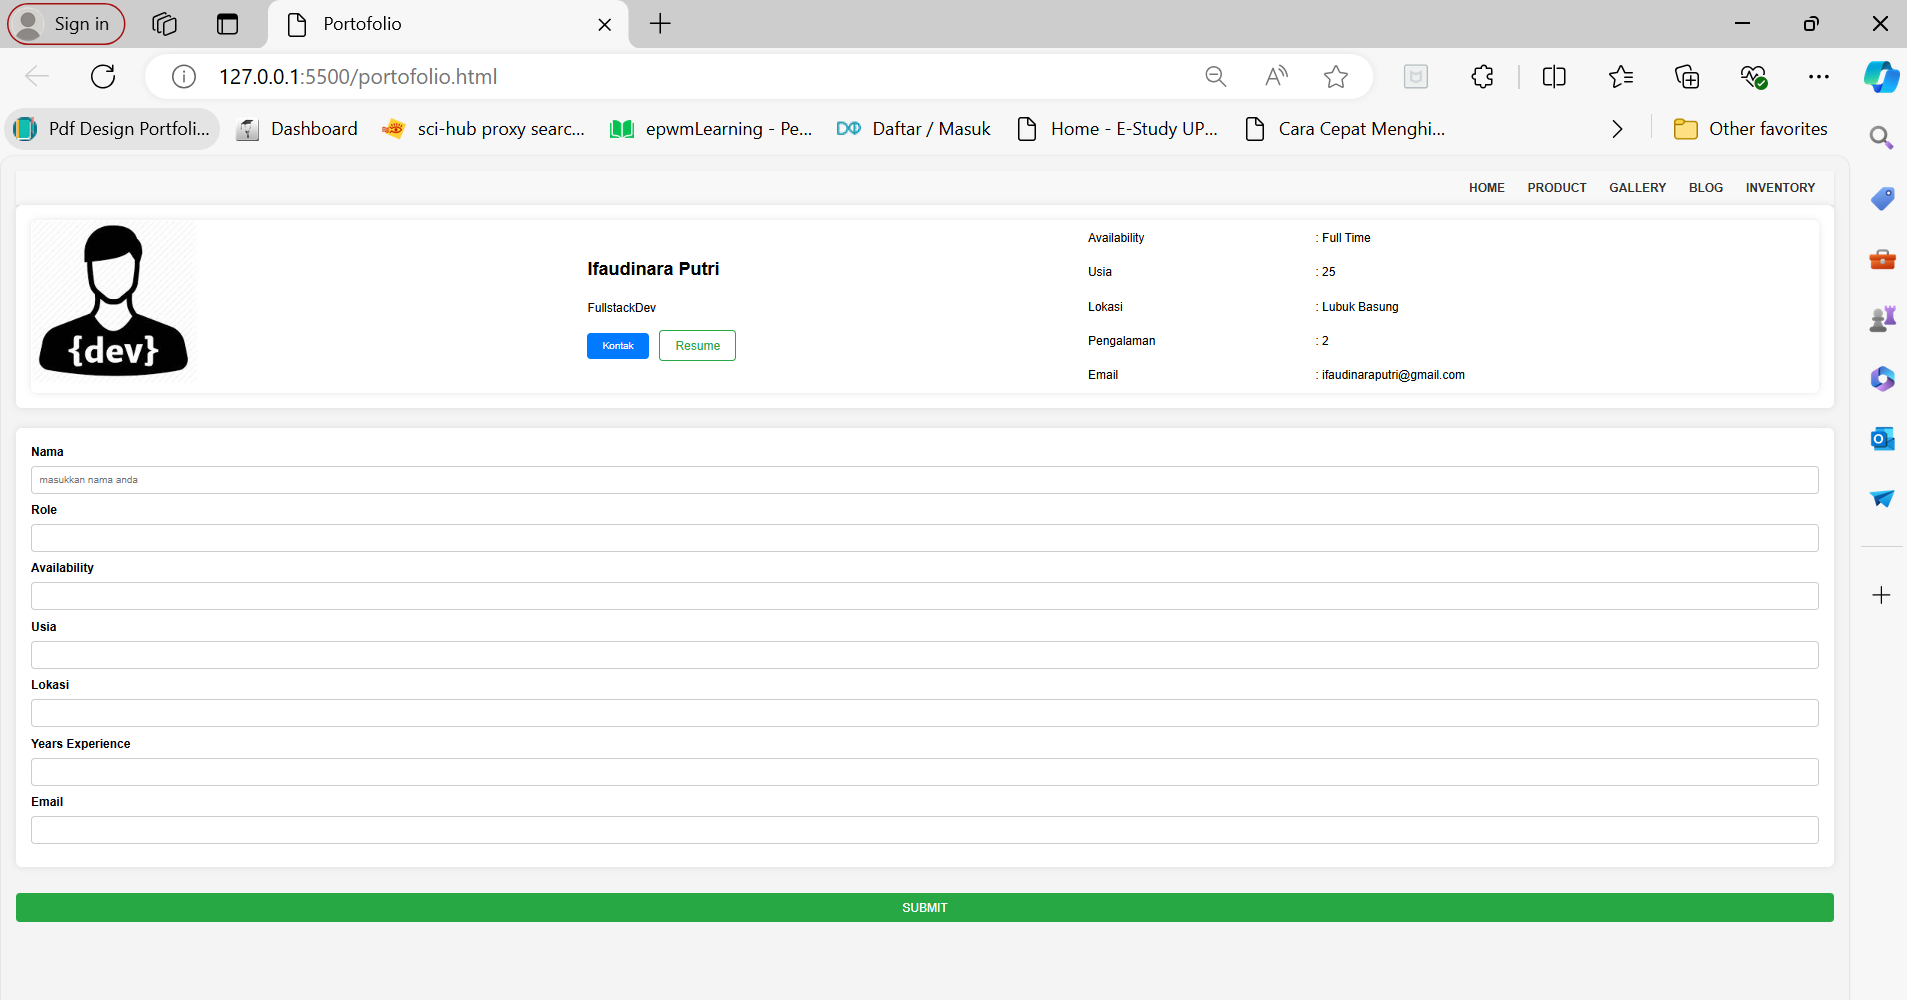 Sign in
Portofolio
127.0.0.1:5500/portofolio.html
Pdf Design Portfoli...
Dashboard
sci-hub proxy searc...
epwmLearning - Pe...
Daftar / Masuk
Home - E-Study UP...
Cara Cepat Menghi...
Other favorites
HOME PRODUCT GALLERY BLOG INVENTORY
{dev}
Ifaudinara Putri
FullstackDev
Kontak
Resume
Availability : Full Time
Usia : 25
Lokasi : Lubuk Basung
Pengalaman : 2
Email : ifaudinaraputri@gmail.com
Nama
masukkan nama anda
Role
Availability
Usia
Lokasi
Years Experience
Email
SUBMIT